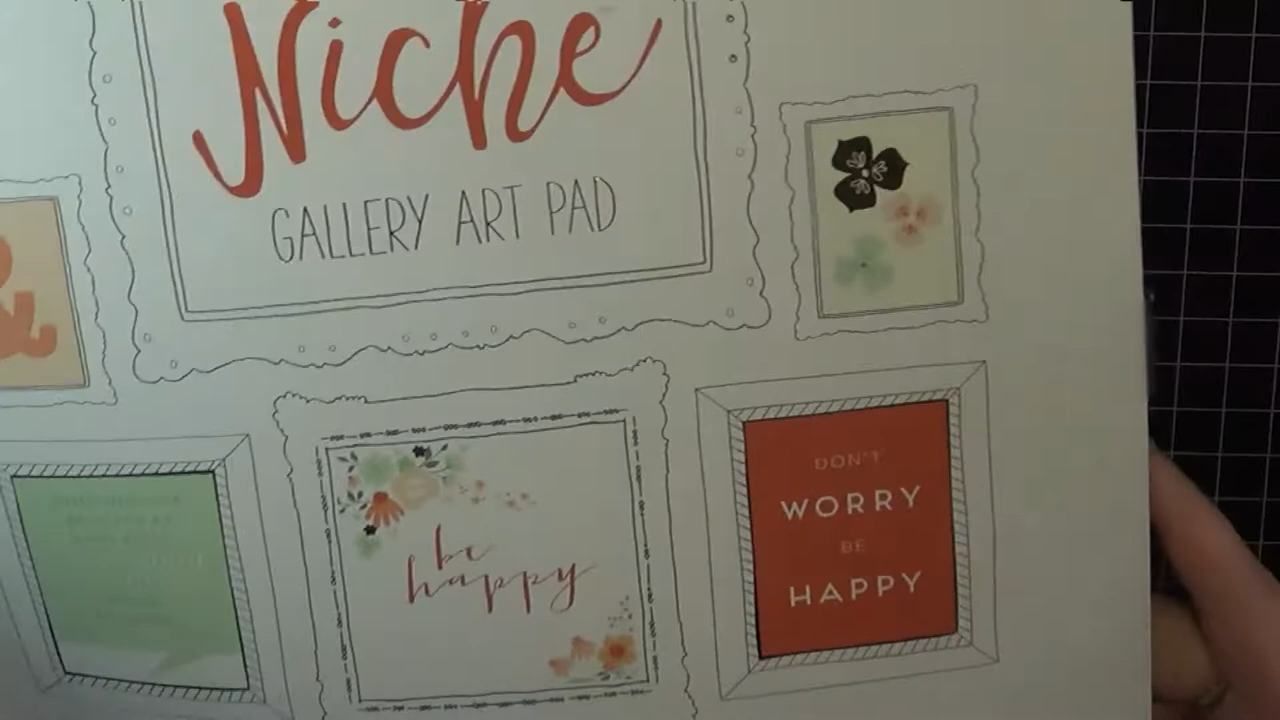 Niche
GALLERY ART PAD
be
happy
DON'T
WORRY
BE
HAPPY